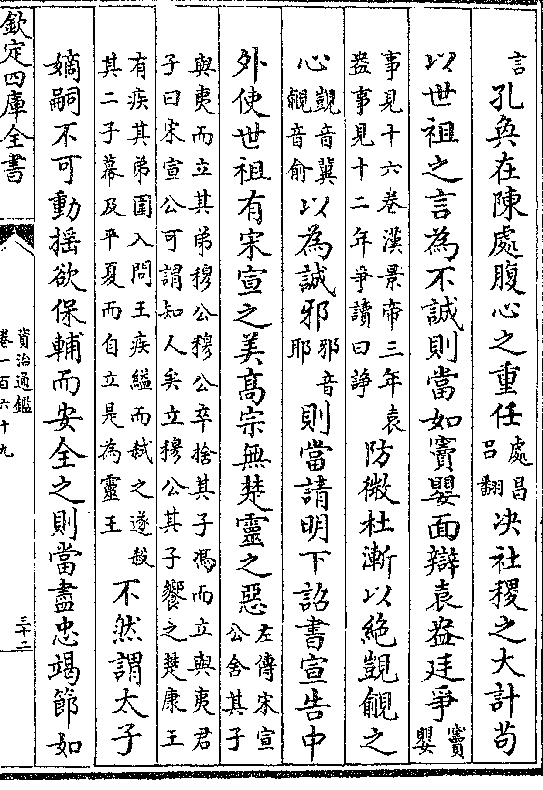 言孔奐在陳處腹心之重任處昌吕翻决社稷之大計苟
以世祖之言為不誠則當如竇嬰面辯袁盎廷爭竇嬰
事見十六卷漢景帝三年袁盎事見十二年爭讀曰諍防微杜漸以絶覬覦之
心覬音冀覦音俞以為誠邪邪音耶則當請明下詔書宣告中
外使世祖有宋宣之美髙宗無楚靈之惡左傳宋宣公舍其子
與夷而立其弟穆公穆公卒捨其子馮而立與夷君子曰宋宣公可謂知人矣立穆公其子饗之楚康王
有疾其弟圍入問王疾縊而弑之遂殺其二子幕及平夏而自立是為靈王不然謂太子
嫡嗣不可動揺欲保輔而安全之則當盡忠竭節如
欽定四庫全書
資治通鑑
卷一百六十九
三十二